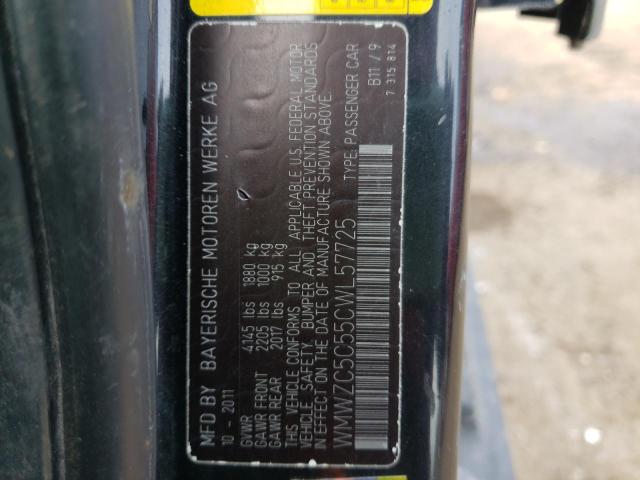 MFD BY BAYERISCHE MOTOREN WERKE AG
10 - 2011
GVWR 4145 lbs 1880 kg
GAWR FRONT 2205 lbs 1000 kg
GAWR REAR 2017 lbs 915 kg
THIS VEHICLE CONFORMS TO ALL APPLICABLE U.S. FEDERAL MOTOR
VEHICLE SAFETY, BUMPER, AND THEFT PREVENTION STANDARDS
IN EFFECT ON THE DATE OF MANUFACTURE SHOWN ABOVE.
WMWZC5C55CWL57725 TYPE: PASSENGER CAR
B11 / 9
7 315 814